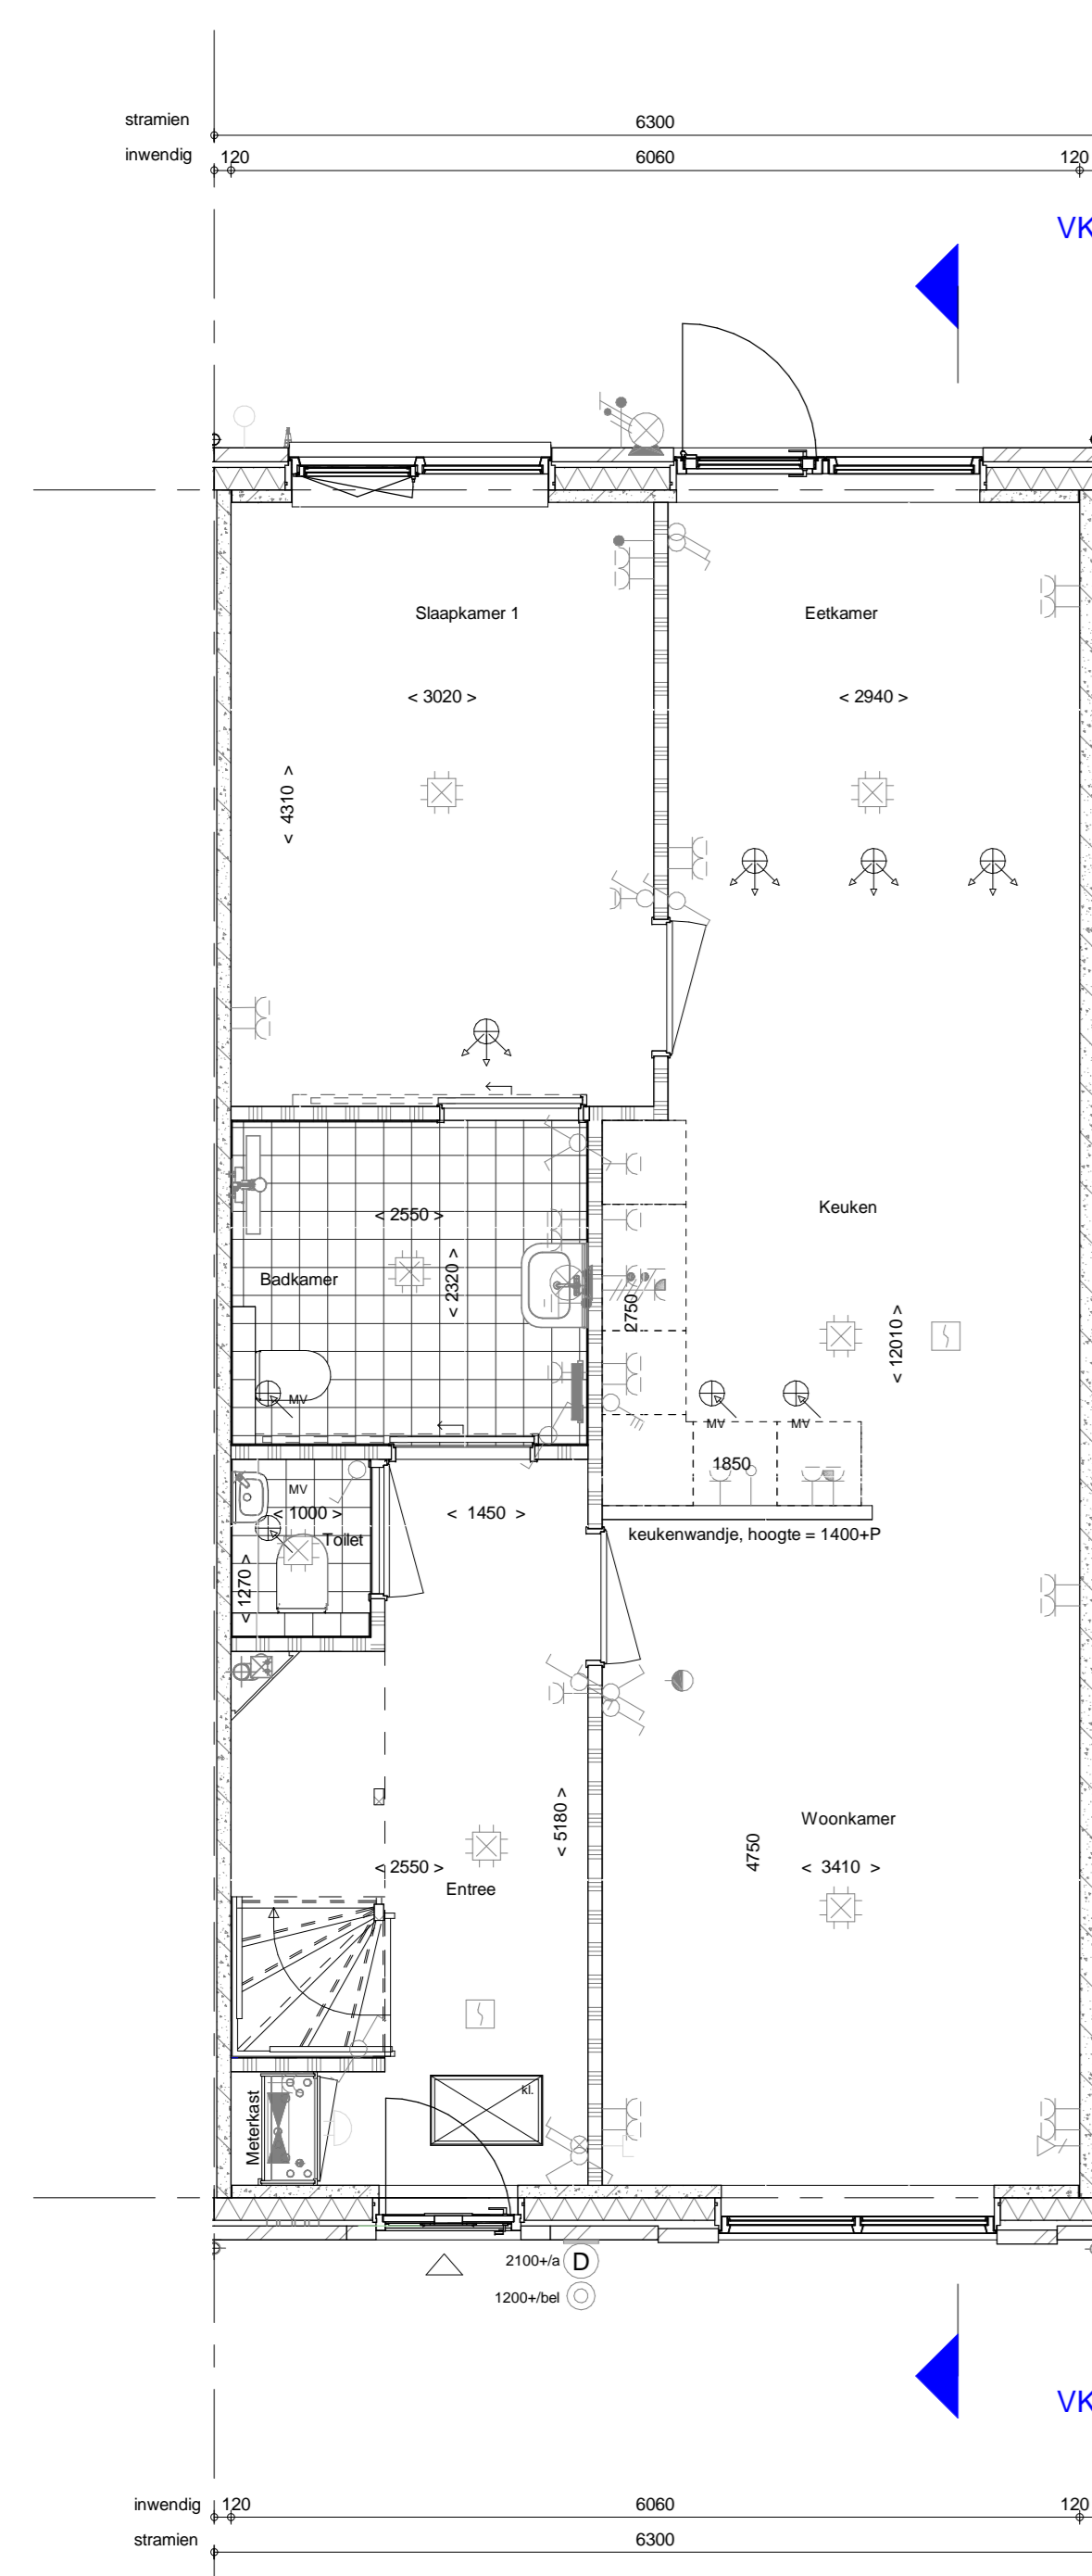 stramien
6300
inwendig
120
6060
120
VK
Slaapkamer 1
Eetkamer
< 3020 >
< 2940 >
< 4310 >
Keuken
< 2550 >
Badkamer
< 2320 >
2750
< 12010 >
MV
MV
MV
1850
MV
< 1000 >
< 1450 >
Toilet
keukenwandje, hoogte = 1400+P
< 1270 >
< 5180 >
Woonkamer
4750
< 2550 >
< 3410 >
Entree
kl.
Meterkast
2100+/a
D
1200+/bel
VK
inwendig
120
6060
120
stramien
6300